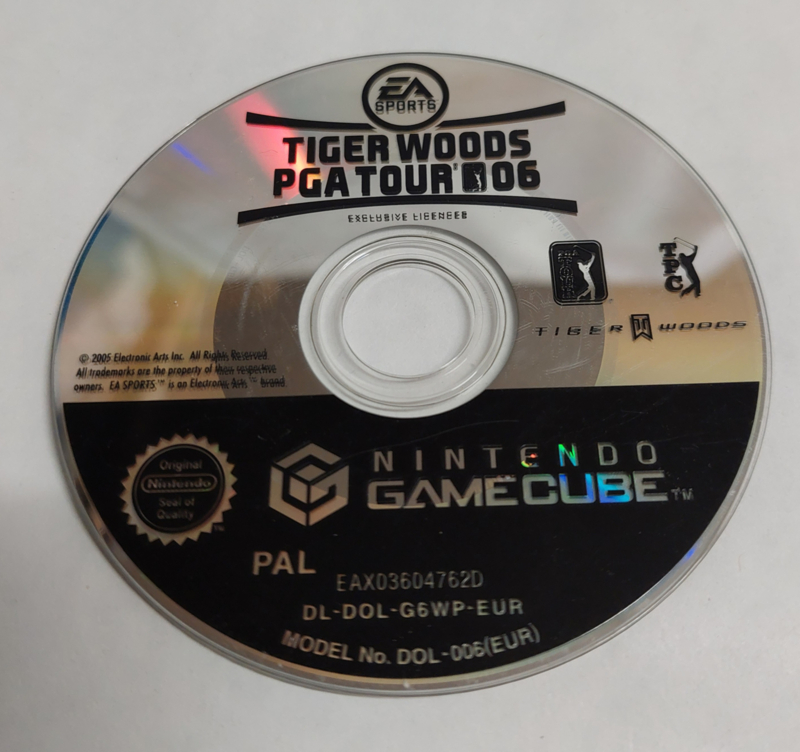 EA
SPORTS
TIGER WOODS
PGA TOUR® 06
EXCLUSIVE LICENSEE
TPC
TIGER TW WOODS
© 2005 Electronic Arts Inc. All Rights Reserved.
All trademarks are the property of their respective
owners. EA SPORTS™ is an Electronic Arts™ brand.
Original
Nintendo
Seal of
Quality
TM
NINTENDO
GAMECUBE™
PAL
EAX03604762D
DL-DOL-G6WP-EUR
MODEL No. DOL-006(EUR)